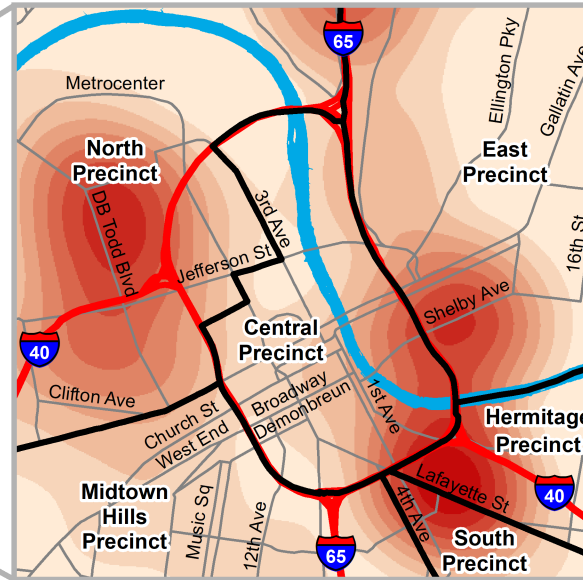 65
Ellington Pky
Gallatin Ave
Metrocenter
North
Precinct
East
Precinct
DB Todd Blvd
3rd Ave
16th St
Jefferson St
Shelby Ave
Central
Precinct
40
Clifton Ave
Broadway
Demonbreun
1st Ave
Church St
West End
Hermitage
Precinct
Lafayette St
40
Midtown
Hills
Precinct
Music Sq
12th Ave
4th Ave
65
South
Precinct